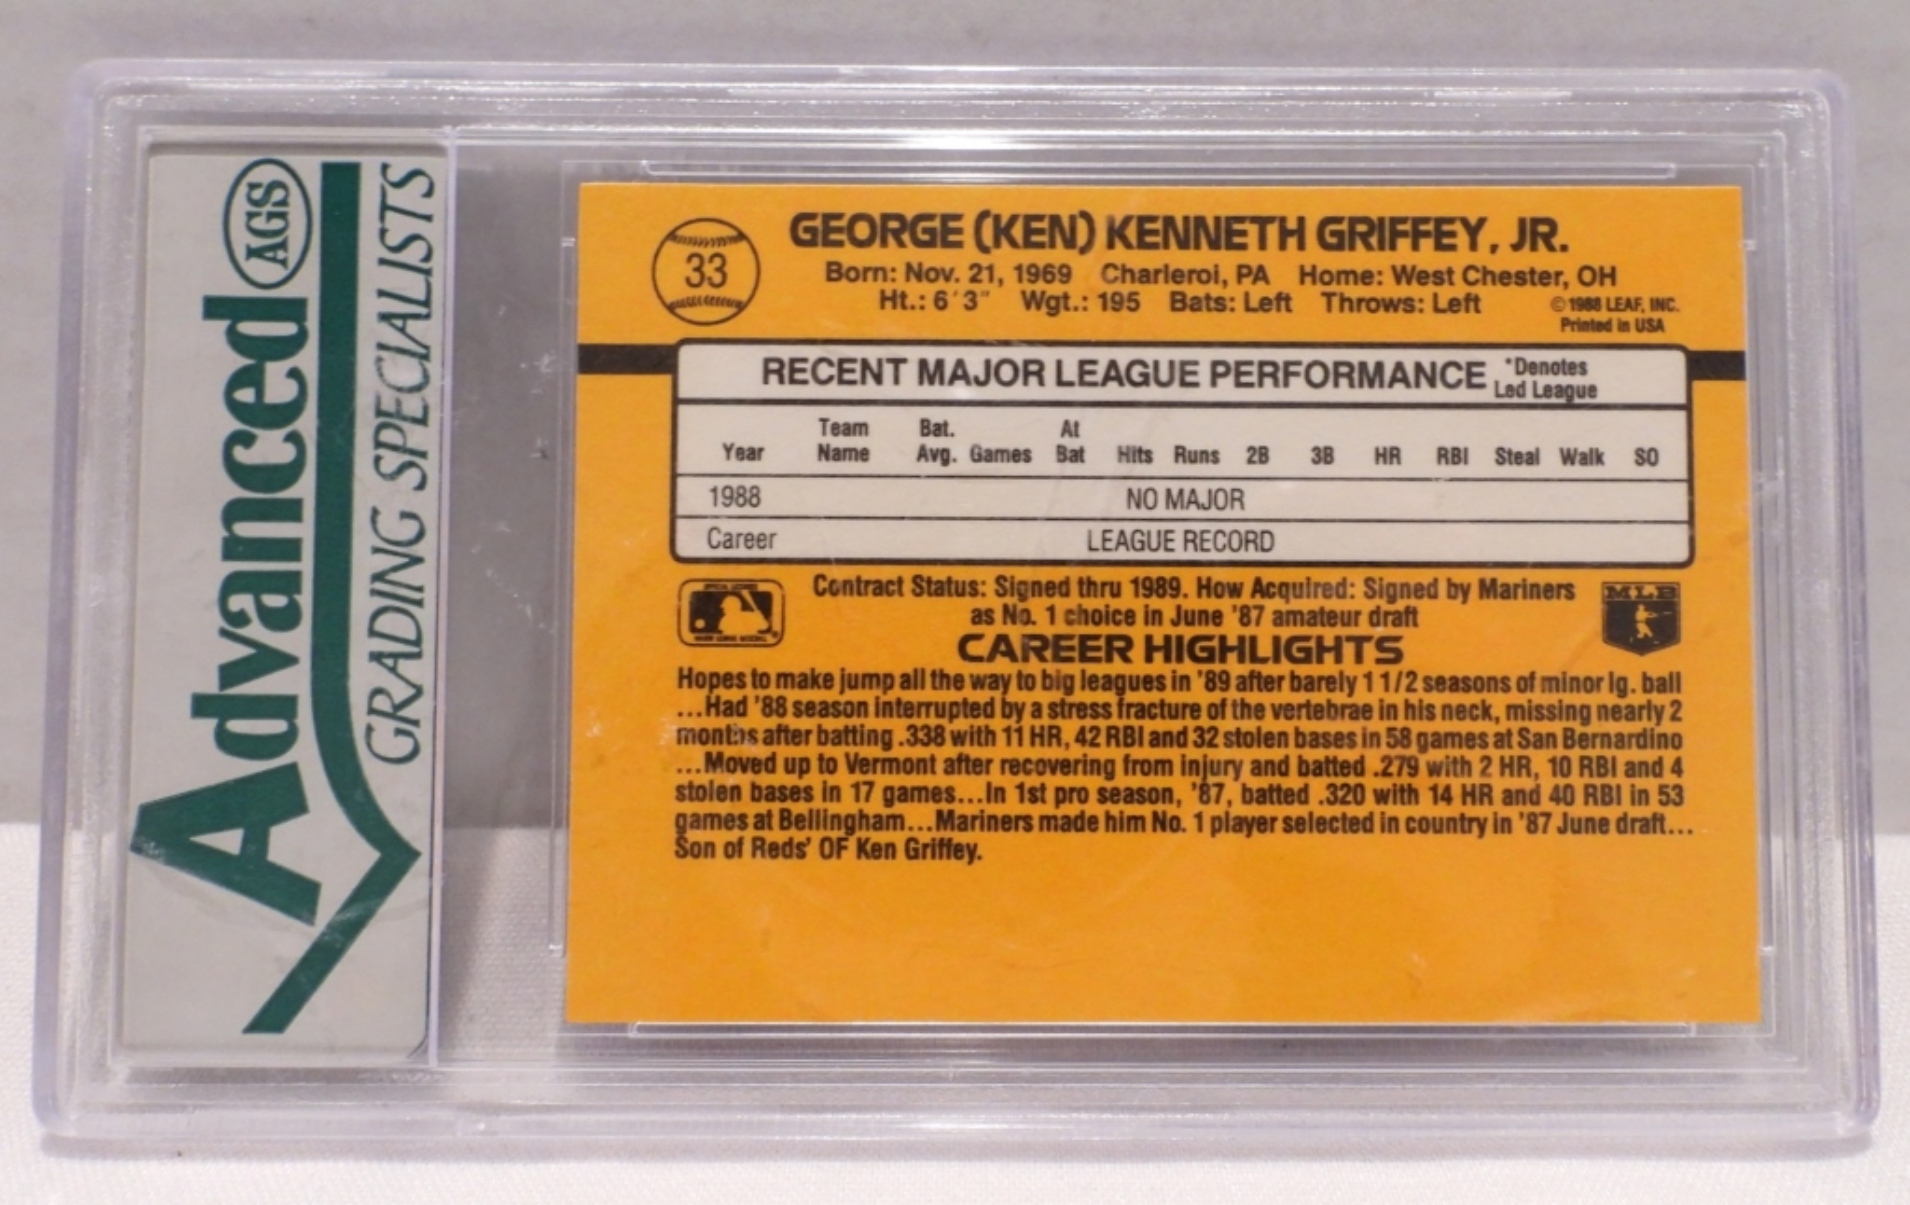 Advanced AGS
GRADING SPECIALISTS
33
GEORGE (KEN) KENNETH GRIFFEY, JR.
Born: Nov. 21, 1969 Charleroi, PA Home: West Chester, OH
Ht.: 6'3" Wgt.: 195 Bats: Left Throws: Left
©1988 LEAF, INC.
Printed in USA
RECENT MAJOR LEAGUE PERFORMANCE
*Denotes
Led League
Year Team Name Bat. Avg. Games At Bat Hits Runs 2B 3B HR RBI Steal Walk SO
1988 NO MAJOR
Career LEAGUE RECORD
Contract Status: Signed thru 1989. How Acquired: Signed by Mariners
as No. 1 choice in June '87 amateur draft
MLB
CAREER HIGHLIGHTS
Hopes to make jump all the way to big leagues in '89 after barely 1 1/2 seasons of minor lg. ball
...Had '88 season interrupted by a stress fracture of the vertebrae in his neck, missing nearly 2
months after batting .338 with 11 HR, 42 RBI and 32 stolen bases in 58 games at San Bernardino
...Moved up to Vermont after recovering from injury and batted .279 with 2 HR, 10 RBI and 4
stolen bases in 17 games...In 1st pro season, '87, batted .320 with 14 HR and 40 RBI in 53
games at Bellingham...Mariners made him No. 1 player selected in country in '87 June draft...
Son of Reds' OF Ken Griffey.